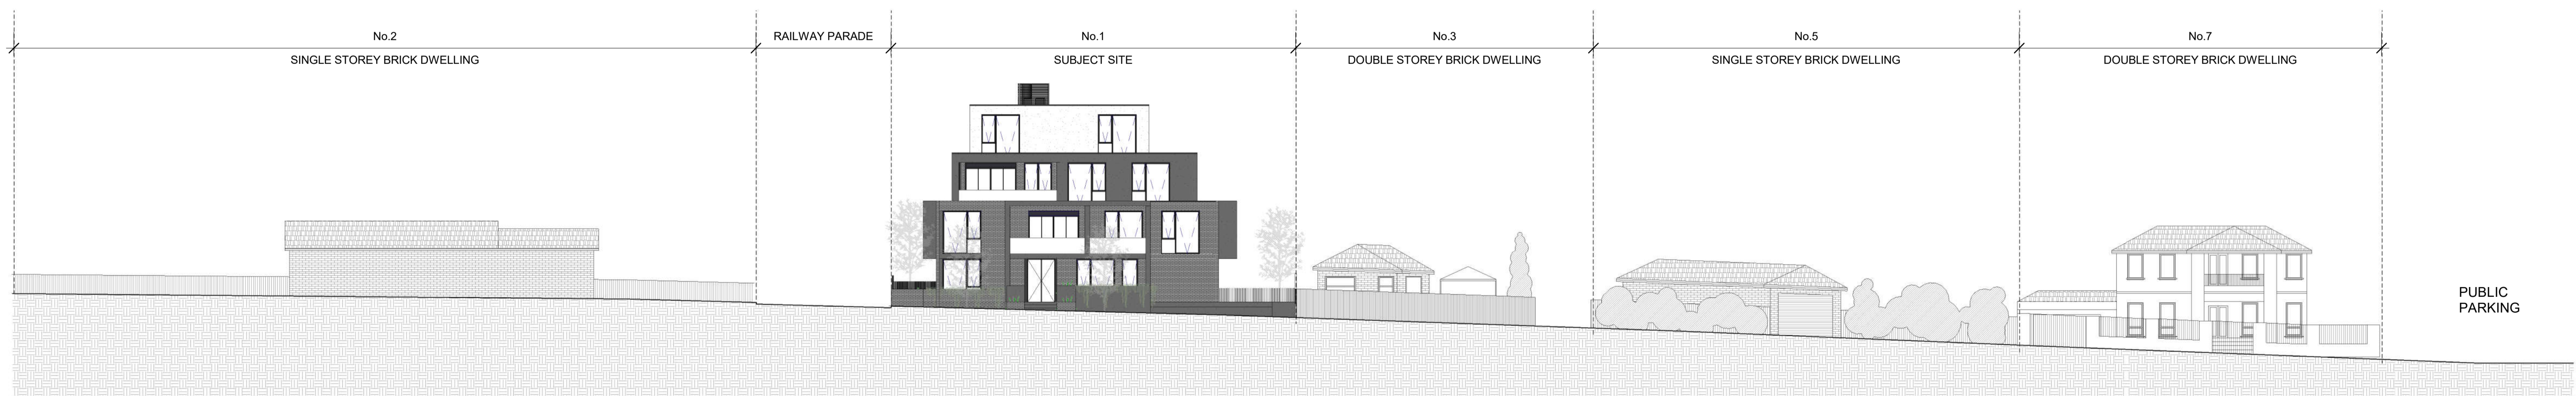 No.2
RAILWAY PARADE
No.1
No.3
No.5
No.7
SINGLE STOREY BRICK DWELLING
SUBJECT SITE
DOUBLE STOREY BRICK DWELLING
SINGLE STOREY BRICK DWELLING
DOUBLE STOREY BRICK DWELLING
PUBLIC
PARKING